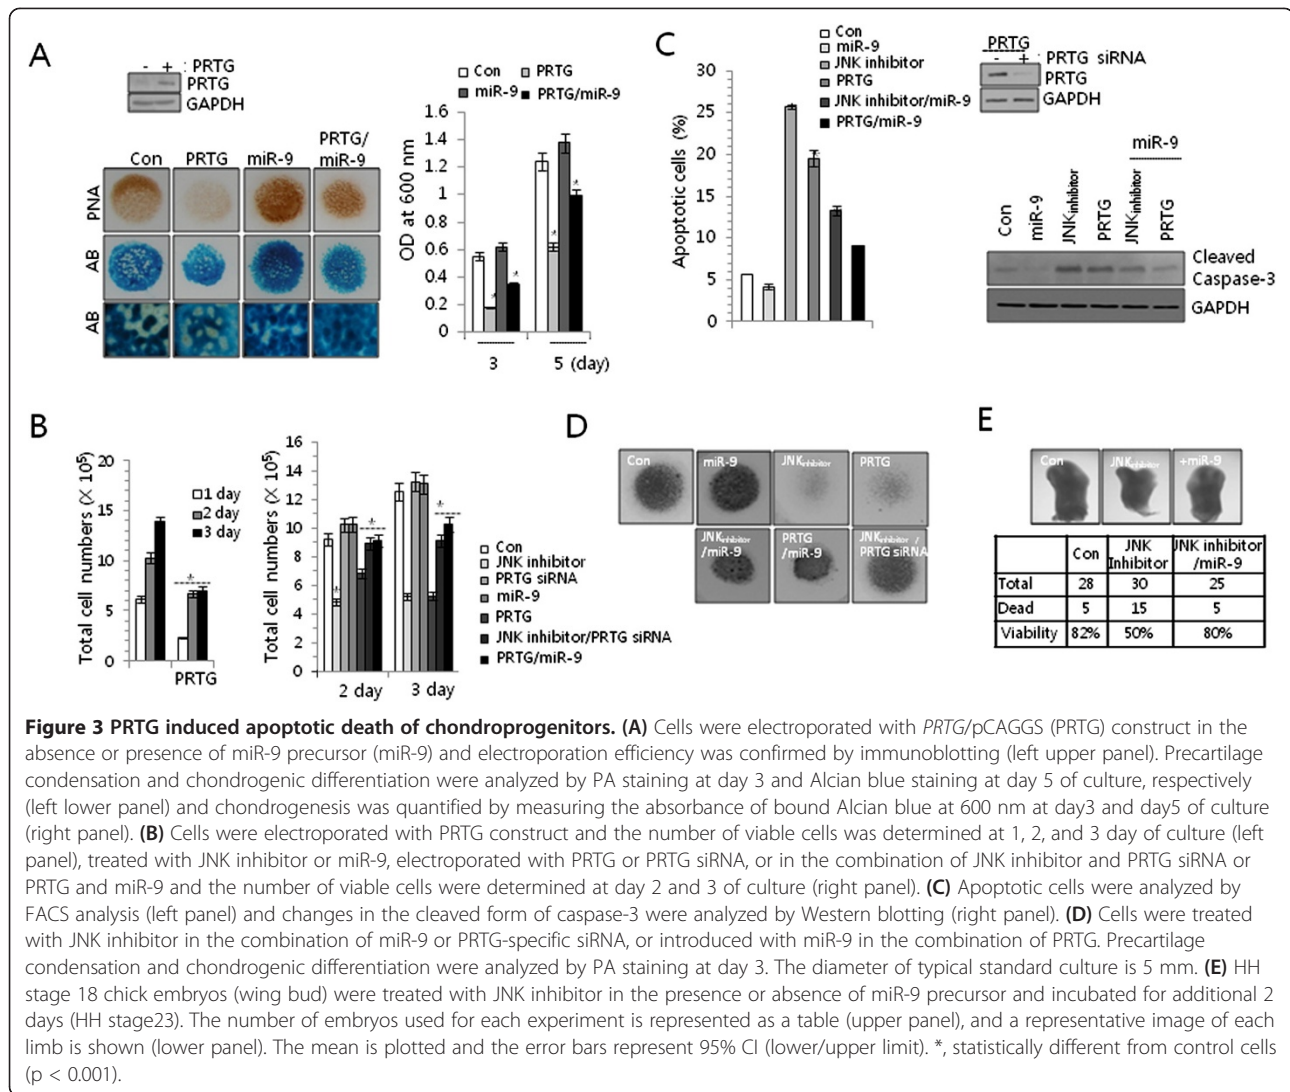 A
- + : PRTG
PRTG
GAPDH
Con PRTG miR-9 PRTG/miR-9
PNA
AB
AB
Con PRTG
miR-9 PRTG/miR-9
OD at 600 nm
1.6
1.4
1.2
1
0.8
0.6
0.4
0.2
0
* * * *
3 5 (day)
C
Con
miR-9
JNK inhibitor
PRTG
JNK inhibitor/miR-9
PRTG/miR-9
Apoptotic cells (%)
30
25
20
15
10
5
0
PRTG
- + PRTG siRNA
PRTG
GAPDH
miR-9
Con miR-9 JNKinhibitor PRTG JNKinhibitor PRTG
Cleaved
Caspase-3
GAPDH
B
Total cell numbers (X 10⁵)
20
15
10
5
0
1 day
2 day
3 day
*
PRTG
Total cell numbers (X 10⁵)
16
14
12
10
8
6
4
2
0
* * *
2 day 3 day
Con
JNK inhibitor
PRTG siRNA
miR-9
PRTG
JNK inhibitor/PRTG siRNA
PRTG/miR-9
D
Con miR-9 JNKinhibitor PRTG
JNKinhibitor/miR-9 PRTG/miR-9 JNKinhibitor/PRTG siRNA
E
Con JNKinhibitor +miR-9
Con JNK Inhibitor JNK inhibitor/miR-9
Total 28 30 25
Dead 5 15 5
Viability 82% 50% 80%
Figure 3 PRTG induced apoptotic death of chondroprogenitors. (A) Cells were electroporated with PRTG/pCAGGS (PRTG) construct in the
absence or presence of miR-9 precursor (miR-9) and electroporation efficiency was confirmed by immunoblotting (left upper panel). Precartilage
condensation and chondrogenic differentiation were analyzed by PA staining at day 3 and Alcian blue staining at day 5 of culture, respectively
(left lower panel) and chondrogenesis was quantified by measuring the absorbance of bound Alcian blue at 600 nm at day3 and day5 of culture
(right panel). (B) Cells were electroporated with PRTG construct and the number of viable cells was determined at 1, 2, and 3 day of culture (left
panel), treated with JNK inhibitor or miR-9, electroporated with PRTG or PRTG siRNA, or in the combination of JNK inhibitor and PRTG siRNA or
PRTG and miR-9 and the number of viable cells were determined at day 2 and 3 of culture (right panel). (C) Apoptotic cells were analyzed by
FACS analysis (left panel) and changes in the cleaved form of caspase-3 were analyzed by Western blotting (right panel). (D) Cells were treated
with JNK inhibitor in the combination of miR-9 or PRTG-specific siRNA, or introduced with miR-9 in the combination of PRTG. Precartilage
condensation and chondrogenic differentiation were analyzed by PA staining at day 3. The diameter of typical standard culture is 5 mm. (E) HH
stage 18 chick embryos (wing bud) were treated with JNK inhibitor in the presence or absence of miR-9 precursor and incubated for additional 2
days (HH stage23). The number of embryos used for each experiment is represented as a table (upper panel), and a representative image of each
limb is shown (lower panel). The mean is plotted and the error bars represent 95% CI (lower/upper limit). *, statistically different from control cells
(p < 0.001).